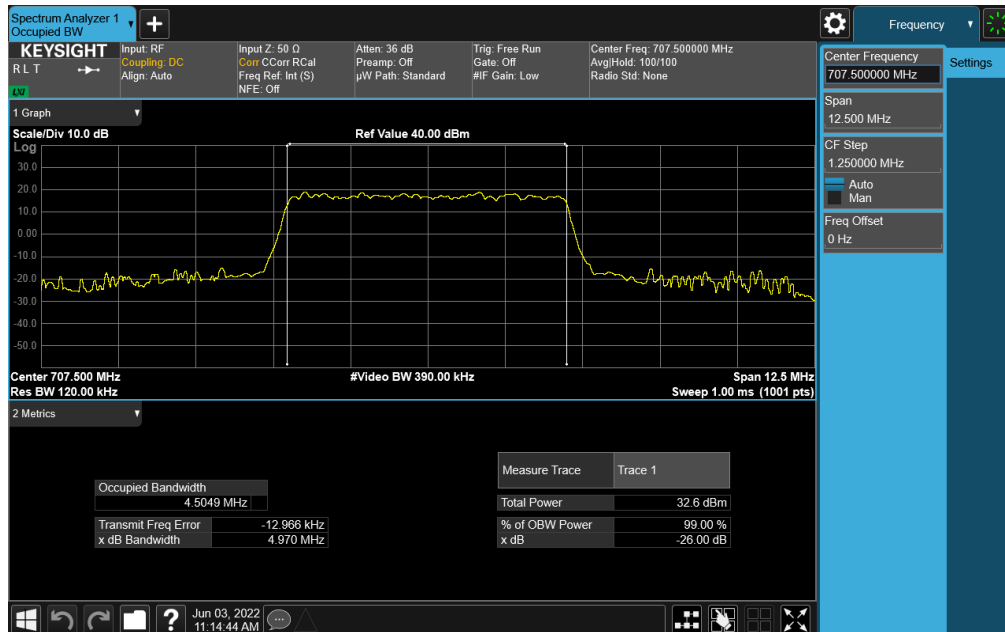 Spectrum Analyzer 1
Occupied BW
KEYSIGHT
R L T
LXI
Input: RF
Coupling: DC
Align: Auto
Input Z: 50 Ω
Corr CCorr RCal
Freq Ref: Int (S)
NFE: Off
Atten: 36 dB
Preamp: Off
µW Path: Standard
Trig: Free Run
Gate: Off
#IF Gain: Low
Center Freq: 707.500000 MHz
Avg|Hold: 100/100
Radio Std: None
1 Graph
Scale/Div 10.0 dB
Ref Value 40.00 dBm
Log
30.0
20.0
10.0
0.00
-10.0
-20.0
-30.0
-40.0
-50.0
Center 707.500 MHz
#Video BW 390.00 kHz
Span 12.5 MHz
Res BW 120.00 kHz
Sweep 1.00 ms (1001 pts)
2 Metrics
Occupied Bandwidth
4.5049 MHz
Transmit Freq Error -12.966 kHz
x dB Bandwidth 4.970 MHz
Measure Trace Trace 1
Total Power 32.6 dBm
% of OBW Power 99.00 %
x dB -26.00 dB
Jun 03, 2022
11:14:44 AM
Frequency
Settings
Center Frequency
707.500000 MHz
Span
12.500 MHz
CF Step
1.250000 MHz
Auto
Man
Freq Offset
0 Hz